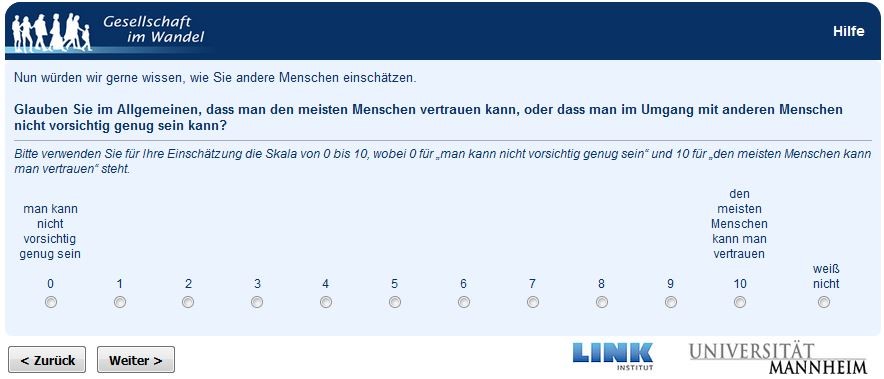 Gesellschaft
im Wandel
Hilfe
Nun würden wir gerne wissen, wie Sie andere Menschen einschätzen.
Glauben Sie im Allgemeinen, dass man den meisten Menschen vertrauen kann, oder dass man im Umgang mit anderen Menschen
nicht vorsichtig genug sein kann?
Bitte verwenden Sie für Ihre Einschätzung die Skala von 0 bis 10, wobei 0 für „man kann nicht vorsichtig genug sein“ und 10 für „den meisten Menschen kann
man vertrauen“ steht.
man kann
nicht
vorsichtig
genug sein
den
meisten
Menschen
kann man
vertrauen
weiß
nicht
0 1 2 3 4 5 6 7 8 9 10
< Zurück
Weiter >
LINK
INSTITUT
UNIVERSITÄT
MANNHEIM